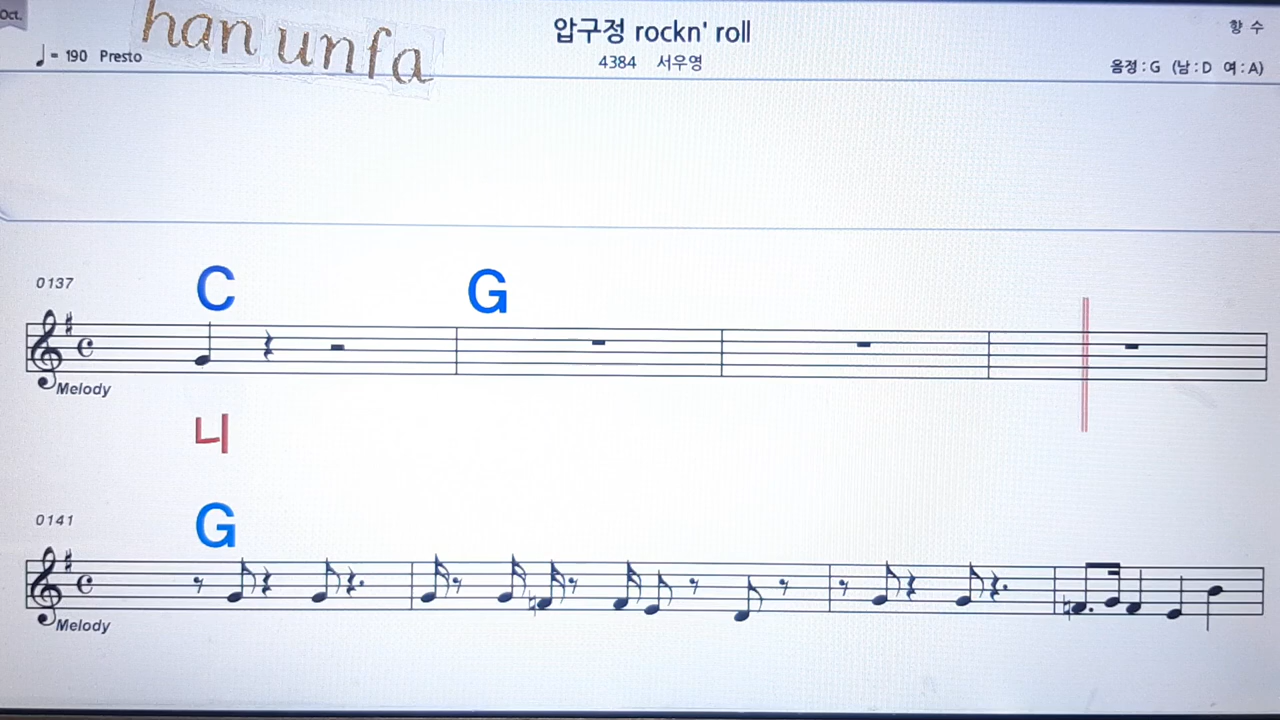 Oct.
han unfa
압구정 rockn' roll
향 수
♩ = 190 Presto
4384 서우영
음정 : G (남 : D 여 : A)
0137
C G
Melody
니
0141
G
Melody